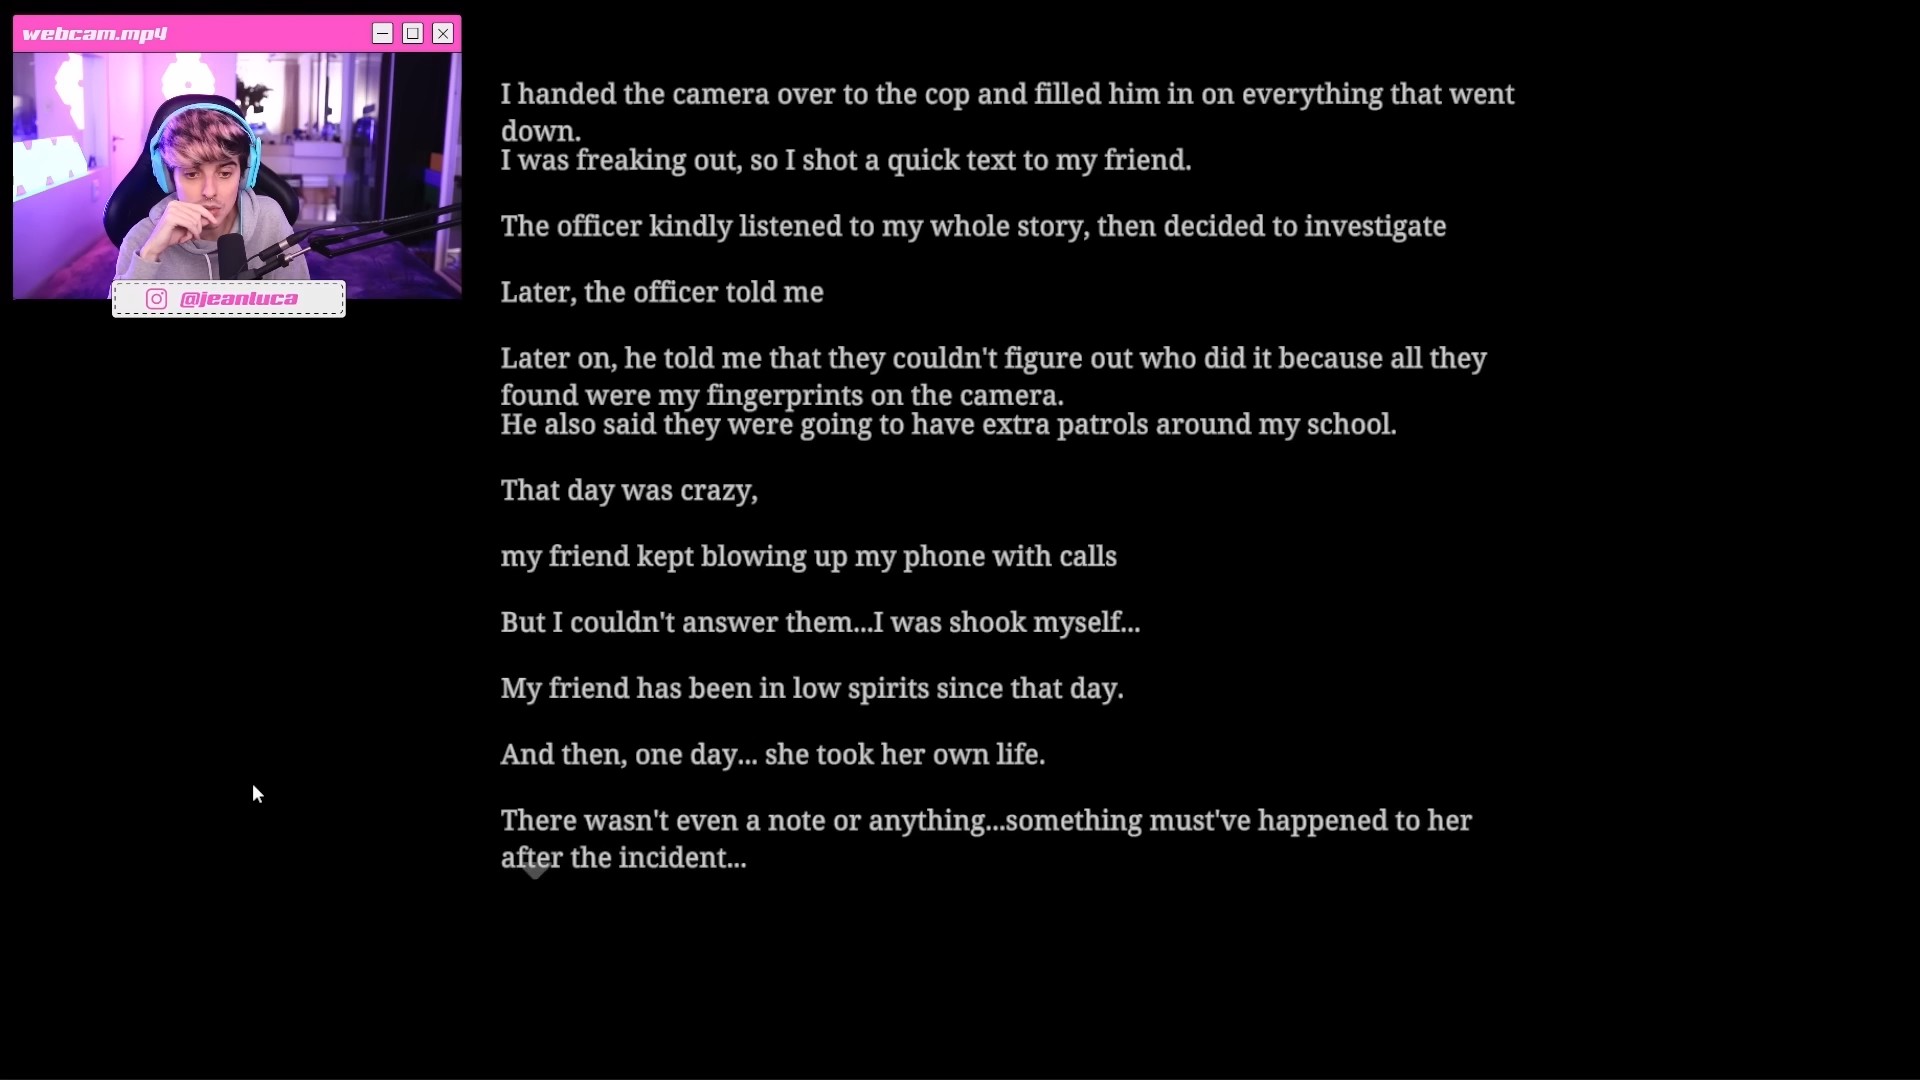 webcam.mp4
@jeanluca
I handed the camera over to the cop and filled him in on everything that went
down.
I was freaking out, so I shot a quick text to my friend.
The officer kindly listened to my whole story, then decided to investigate
Later, the officer told me
Later on, he told me that they couldn't figure out who did it because all they
found were my fingerprints on the camera.
He also said they were going to have extra patrols around my school.
That day was crazy,
my friend kept blowing up my phone with calls
But I couldn't answer them...I was shook myself...
My friend has been in low spirits since that day.
And then, one day... she took her own life.
There wasn't even a note or anything...something must've happened to her
after the incident...